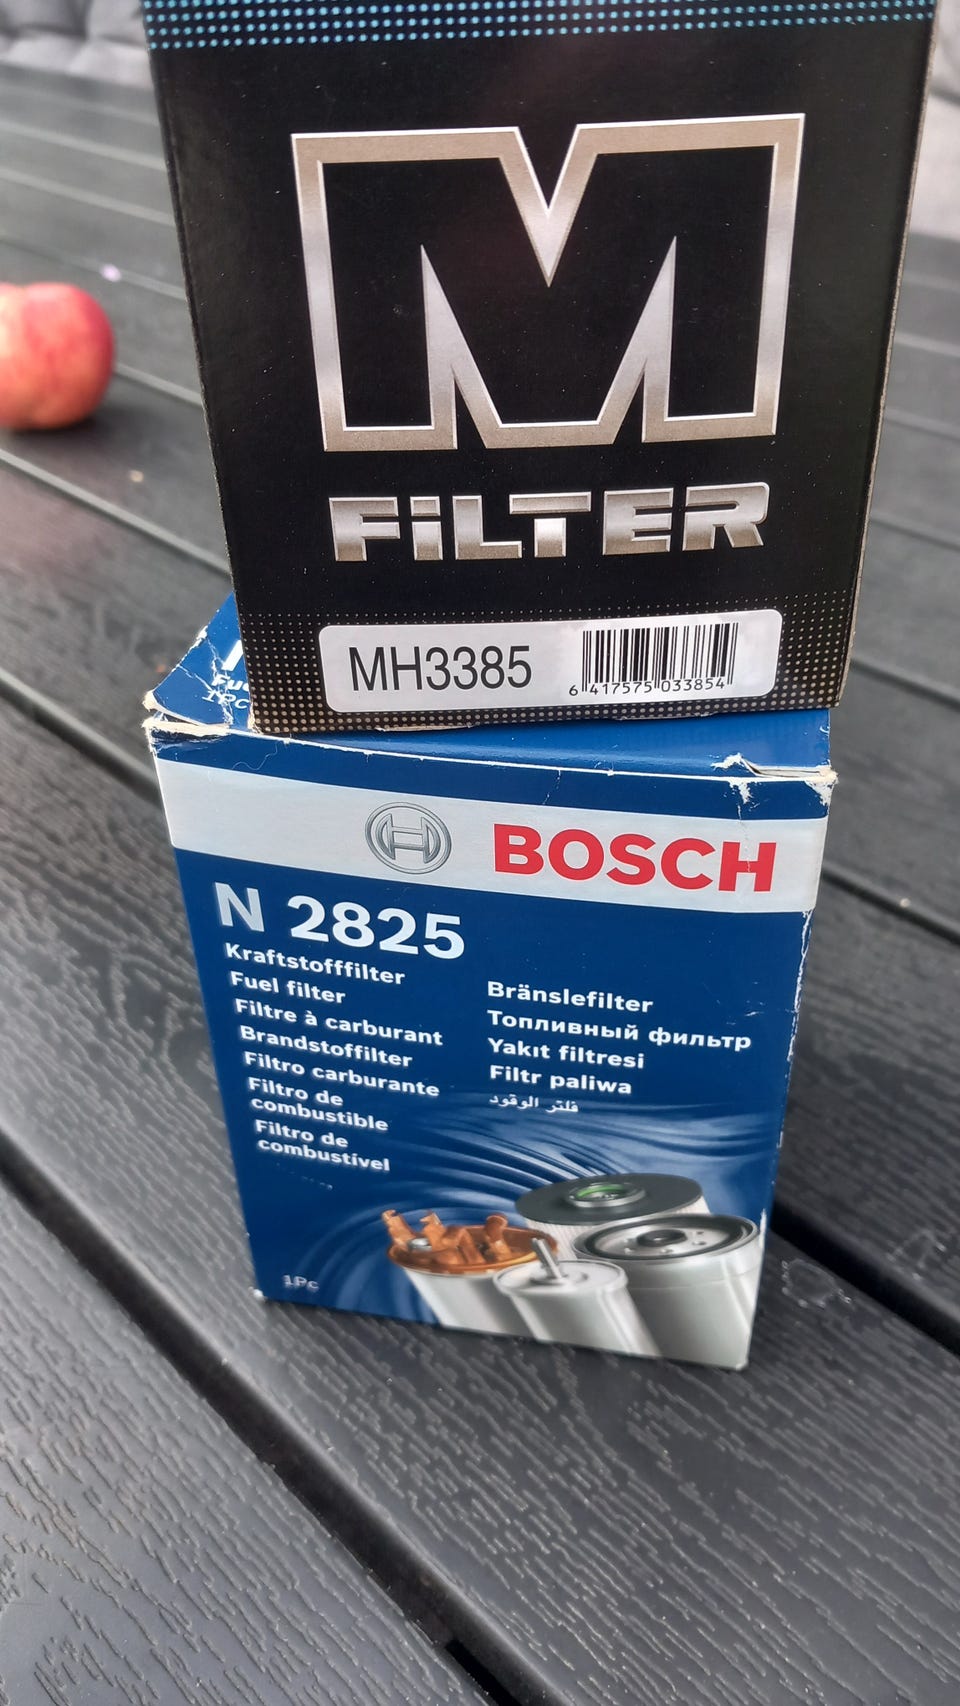 M
FiLTER
MH3385
6 417575 033854
BOSCH
N 2825
Kraftstofffilter
Fuel filter
Filtre à carburant
Brandstoffilter
Filtro carburante
Filtro de
combustible
Filtro de
combustível
Bränslefilter
Топливный фильтр
Yakıt filtresi
Filtr paliwa
فلتر الوقود
1Pc